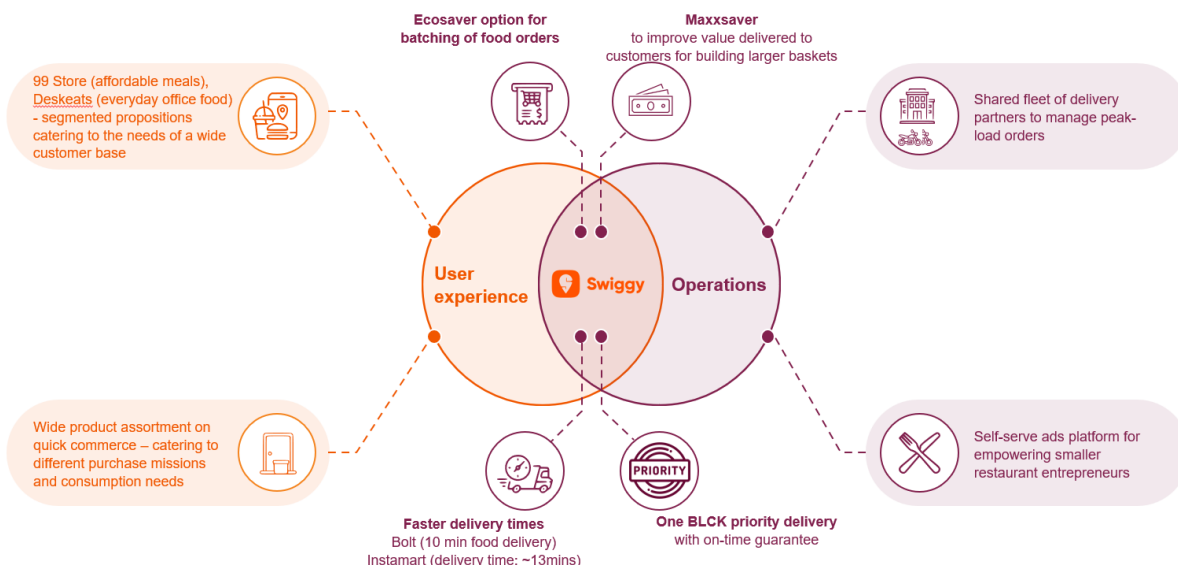 Ecosaver option for
batching of food orders
Maxxsaver
to improve value delivered to
customers for building larger baskets
99 Store (affordable meals),
Deskeats (everyday office food)
- segmented propositions
catering to the needs of a wide
customer base
Shared fleet of delivery
partners to manage peak-
load orders
User
experience
Swiggy
Operations
Wide product assortment on
quick commerce – catering to
different purchase missions
and consumption needs
Self-serve ads platform for
empowering smaller
restaurant entrepreneurs
PRIORITY
Faster delivery times
Bolt (10 min food delivery)
Instamart (delivery time: ~13mins)
One BLCK priority delivery
with on-time guarantee